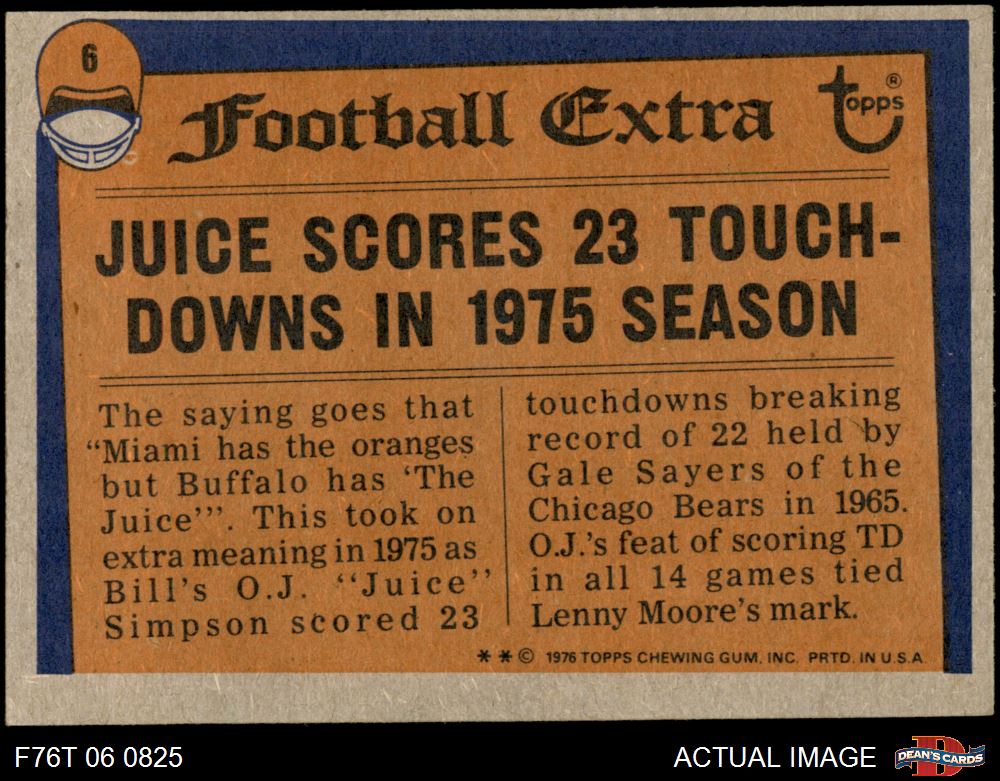 6
Football Extra
Topps ®
JUICE SCORES 23 TOUCH-
DOWNS IN 1975 SEASON
The saying goes that
“Miami has the oranges
but Buffalo has ‘The
Juice’”. This took on
extra meaning in 1975 as
Bill's O.J. “Juice”
Simpson scored 23
touchdowns breaking
record of 22 held by
Gale Sayers of the
Chicago Bears in 1965.
O.J.'s feat of scoring TD
in all 14 games tied
Lenny Moore's mark.
**© 1976 TOPPS CHEWING GUM, INC. PRTD. IN U.S.A.
F76T 06 0825
ACTUAL IMAGE
D
DEAN'S CARDS